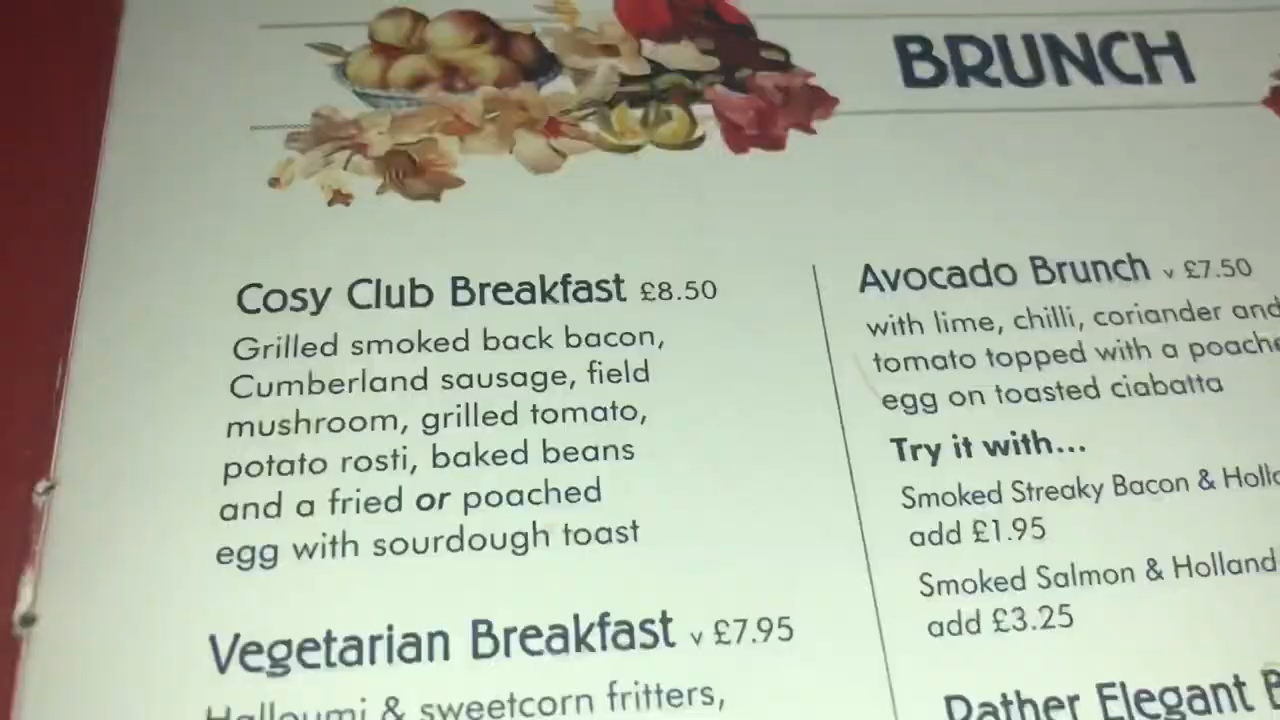 BRUNCH
Cosy Club Breakfast £8.50
Grilled smoked back bacon,
Cumberland sausage, field
mushroom, grilled tomato,
potato rosti, baked beans
and a fried or poached
egg with sourdough toast
Vegetarian Breakfast v £7.95
Halloumi & sweetcorn fritters,
Avocado Brunch v £7.50
with lime, chilli, coriander and
tomato topped with a poache
egg on toasted ciabatta
Try it with...
Smoked Streaky Bacon & Holla
add £1.95
Smoked Salmon & Holland
add £3.25
Rather Elegant B